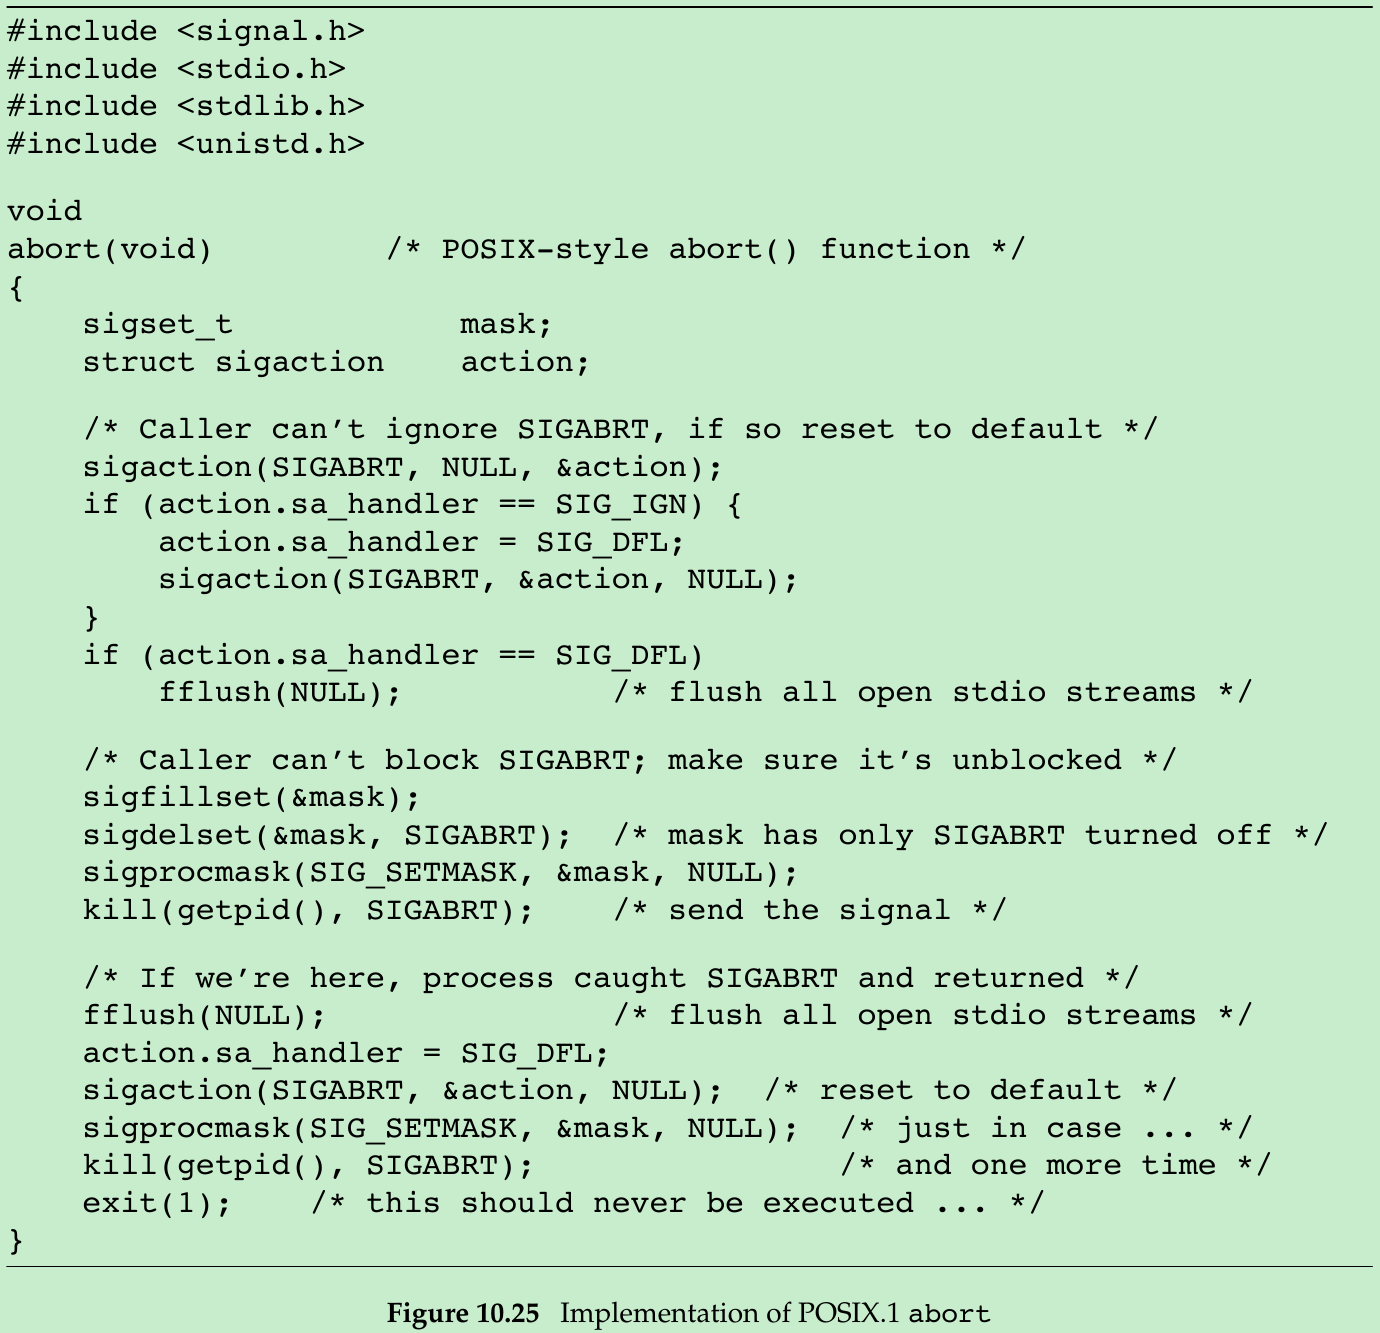 #include <signal.h>
#include <stdio.h>
#include <stdlib.h>
#include <unistd.h>

void
abort(void)         /* POSIX-style abort() function */
{
    sigset_t            mask;
    struct sigaction    action;

    /* Caller can’t ignore SIGABRT, if so reset to default */
    sigaction(SIGABRT, NULL, &action);
    if (action.sa_handler == SIG_IGN) {
        action.sa_handler = SIG_DFL;
        sigaction(SIGABRT, &action, NULL);
    }
    if (action.sa_handler == SIG_DFL)
        fflush(NULL);           /* flush all open stdio streams */

    /* Caller can’t block SIGABRT; make sure it’s unblocked */
    sigfillset(&mask);
    sigdelset(&mask, SIGABRT);  /* mask has only SIGABRT turned off */
    sigprocmask(SIG_SETMASK, &mask, NULL);
    kill(getpid(), SIGABRT);    /* send the signal */

    /* If we’re here, process caught SIGABRT and returned */
    fflush(NULL);               /* flush all open stdio streams */
    action.sa_handler = SIG_DFL;
    sigaction(SIGABRT, &action, NULL);  /* reset to default */
    sigprocmask(SIG_SETMASK, &mask, NULL);  /* just in case ... */
    kill(getpid(), SIGABRT);                /* and one more time */
    exit(1);    /* this should never be executed ... */
}
Figure 10.25 Implementation of POSIX.1 abort